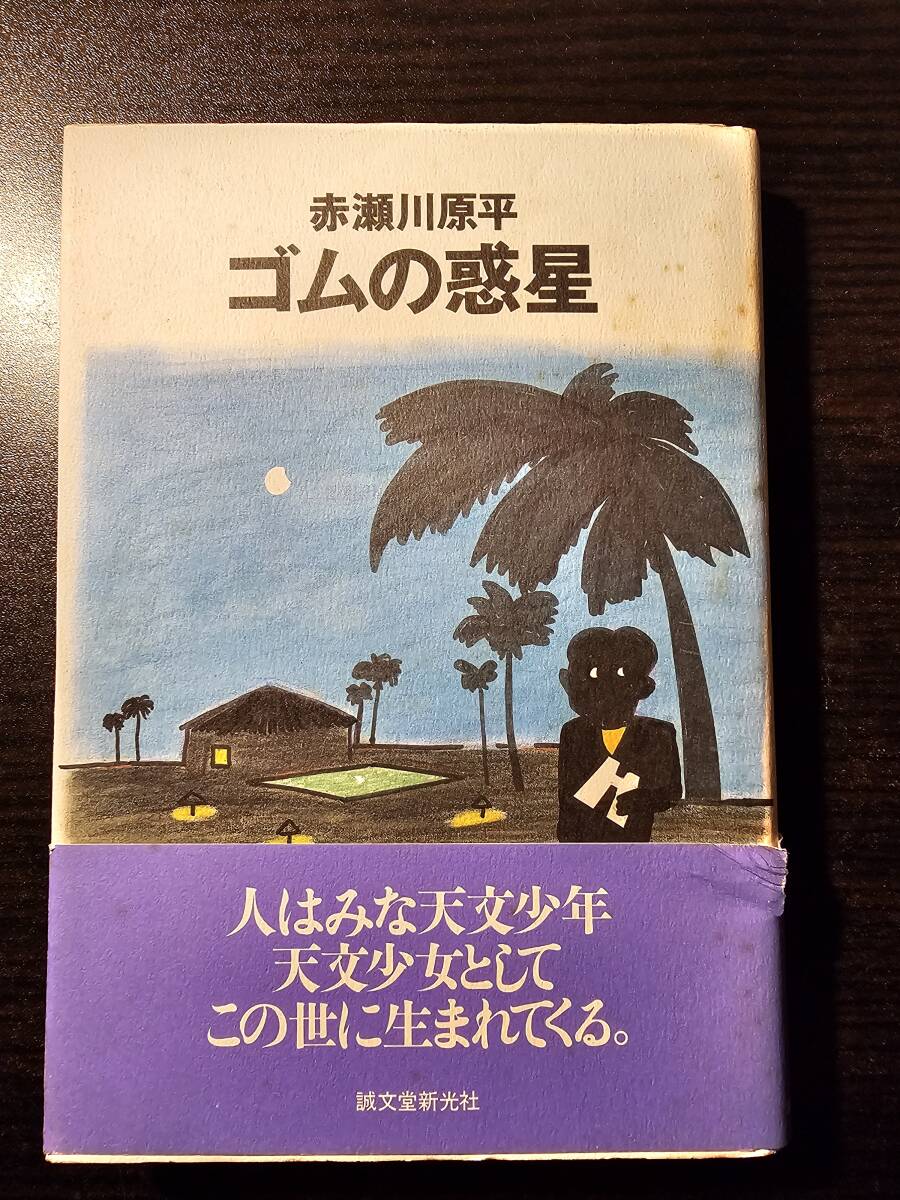 赤瀬川原平
ゴムの惑星
人はみな天文少年
天文少女として
この世に生まれてくる。
誠文堂新光社